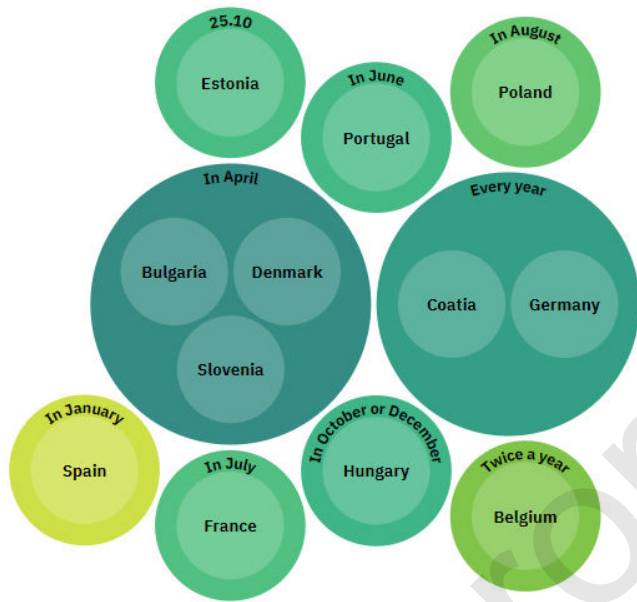 25.10
Estonia
In June
Portugal
In August
Poland
In April
Bulgaria
Denmark
Slovenia
Every year
Coatia
Germany
In January
Spain
In July
France
In October or December
Hungary
Twice a year
Belgium